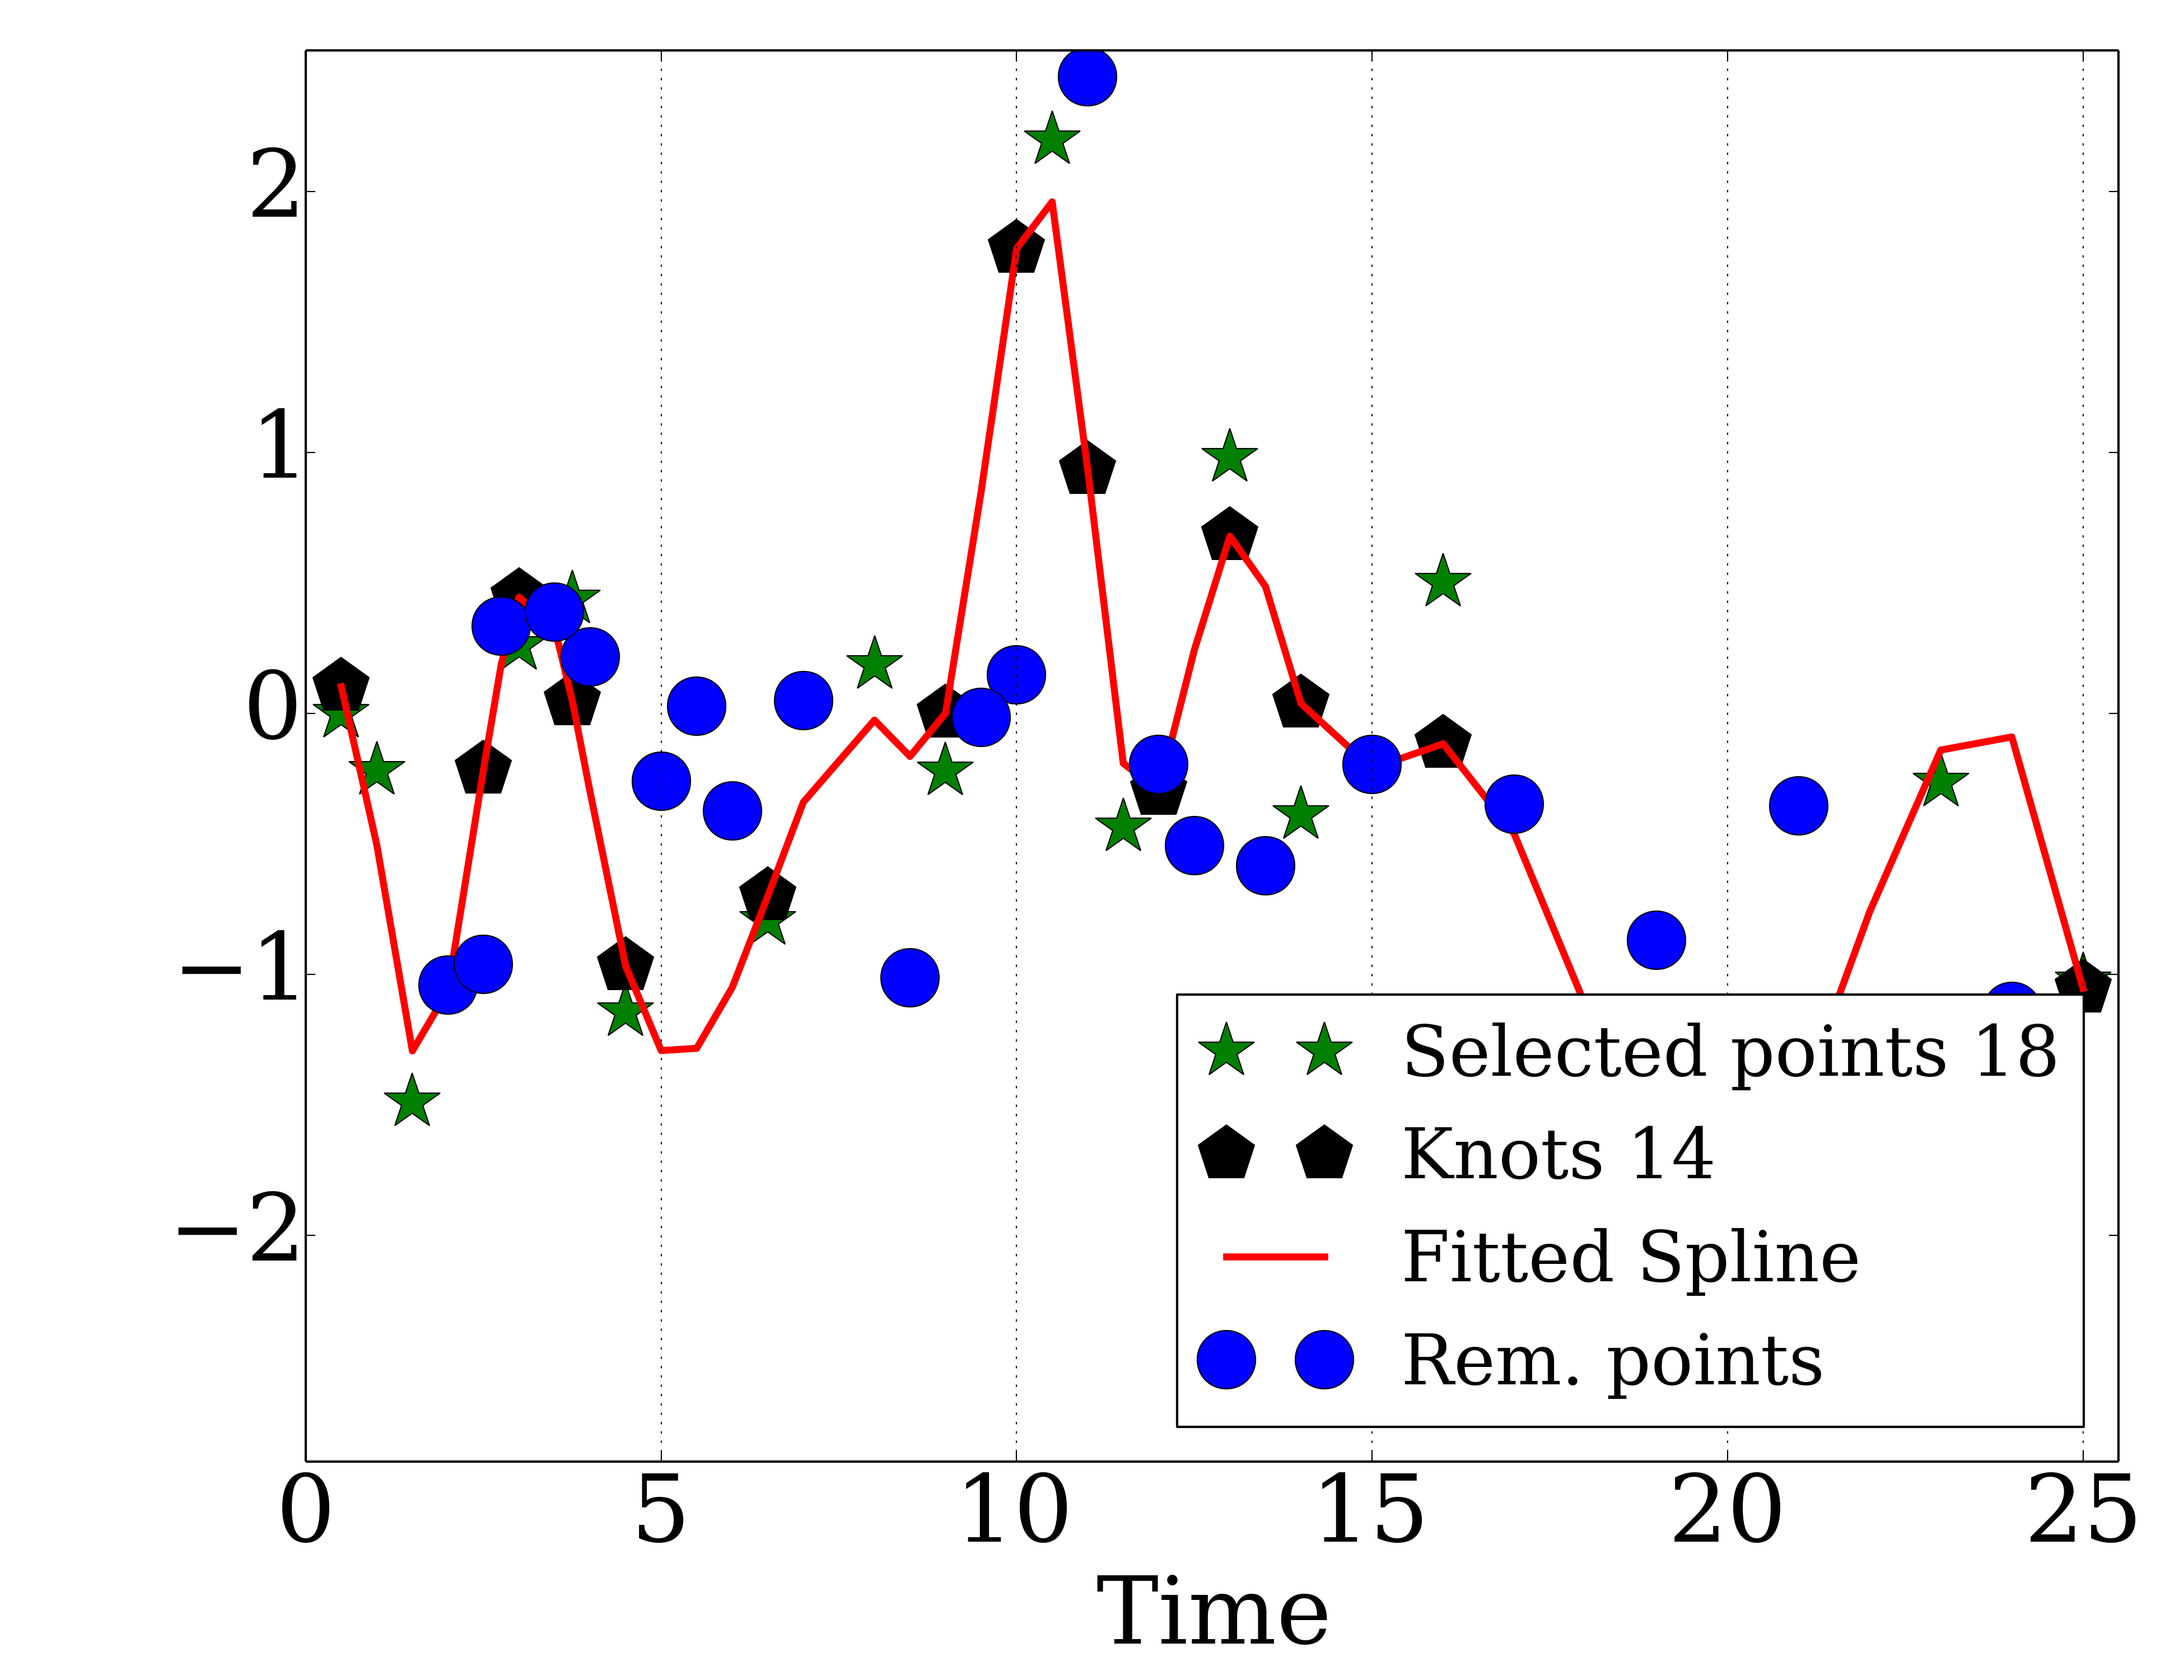 2
1
0
−1
−2
0 5 10 15 20 25
Time
Selected points 18
Knots 14
Fitted Spline
Rem. points